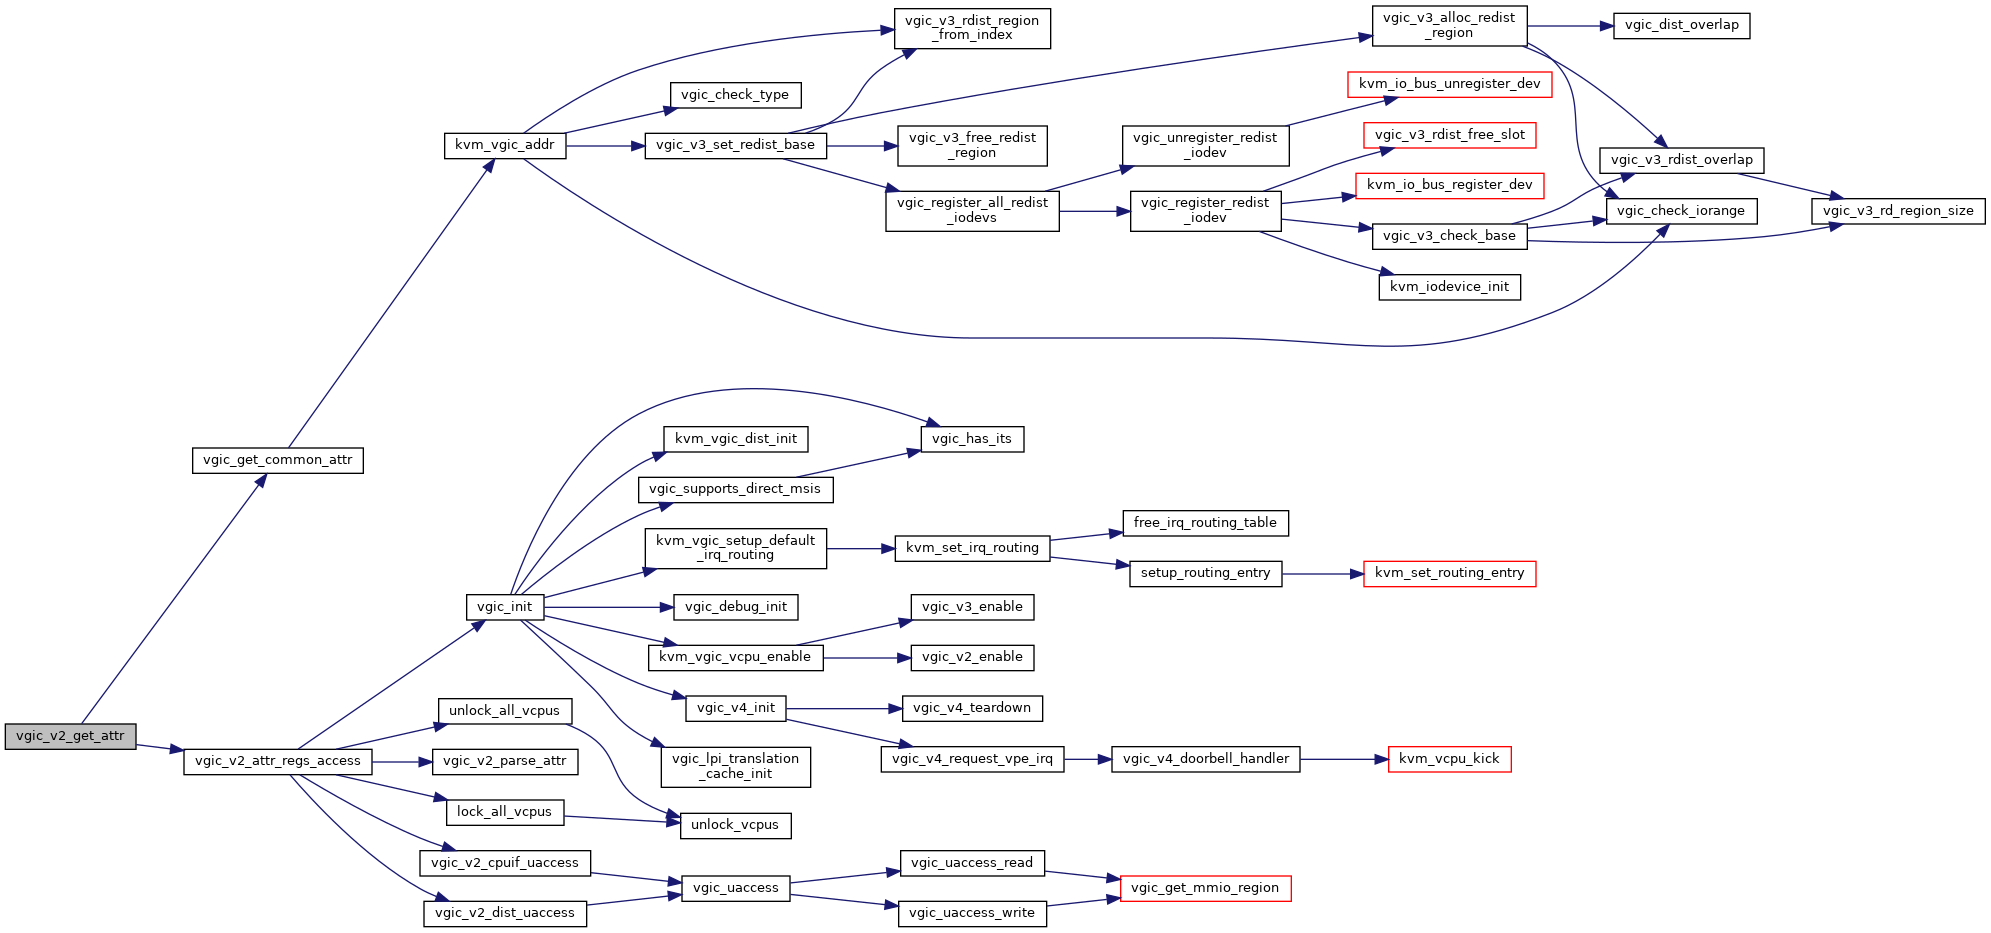 vgic_v3_rdist_region
_from_index
vgic_v3_alloc_redist
_region
vgic_dist_overlap
kvm_io_bus_unregister_dev
vgic_check_type
kvm_vgic_addr
vgic_v3_set_redist_base
vgic_v3_free_redist
_region
vgic_unregister_redist
_iodev
vgic_v3_rdist_free_slot
vgic_v3_rdist_overlap
kvm_io_bus_register_dev
vgic_register_all_redist
_iodevs
vgic_register_redist
_iodev
vgic_check_iorange
vgic_v3_rd_region_size
vgic_v3_check_base
kvm_iodevice_init
vgic_get_common_attr
kvm_vgic_dist_init
vgic_has_its
vgic_supports_direct_msis
kvm_vgic_setup_default
_irq_routing
kvm_set_irq_routing
free_irq_routing_table
setup_routing_entry
kvm_set_routing_entry
vgic_init
vgic_debug_init
vgic_v3_enable
kvm_vgic_vcpu_enable
vgic_v2_enable
unlock_all_vcpus
vgic_v4_init
vgic_v4_teardown
vgic_v2_get_attr
vgic_v2_attr_regs_access
vgic_v2_parse_attr
vgic_lpi_translation
_cache_init
vgic_v4_request_vpe_irq
vgic_v4_doorbell_handler
kvm_vcpu_kick
lock_all_vcpus
unlock_vcpus
vgic_v2_cpuif_uaccess
vgic_uaccess
vgic_uaccess_read
vgic_get_mmio_region
vgic_v2_dist_uaccess
vgic_uaccess_write